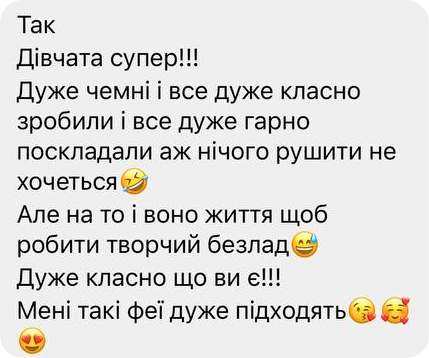 Так
Дівчата супер!!!
Дуже чемні і все дуже класно
зробили і все дуже гарно
поскладали аж нічого рушити не
хочеться🤣
Але на то і воно життя щоб
робити творчий безлад😅
Дуже класно що ви є!!!
Мені такі феї дуже підходять😘🥰
😍